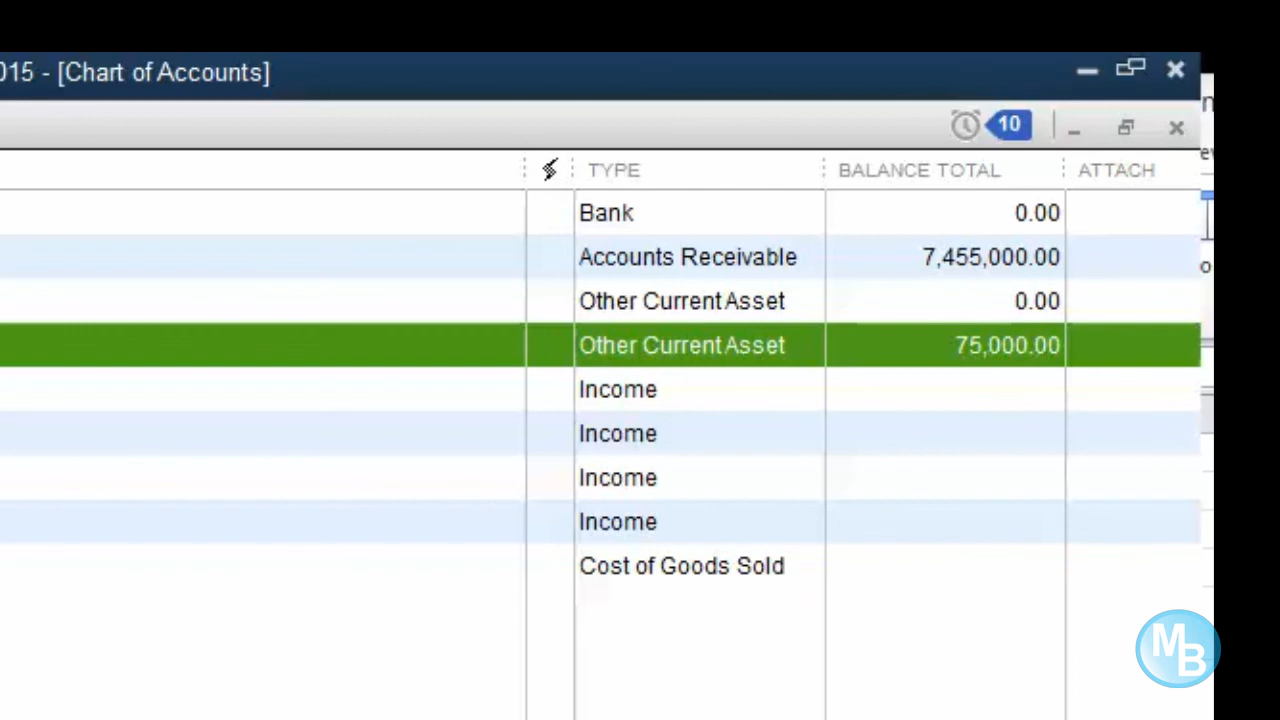 015 - [Chart of Accounts]
10
TYPE BALANCE TOTAL ATTACH
Bank 0.00
Accounts Receivable 7,455,000.00
Other Current Asset 0.00
Other Current Asset 75,000.00
Income
Income
Income
Income
Cost of Goods Sold
MB